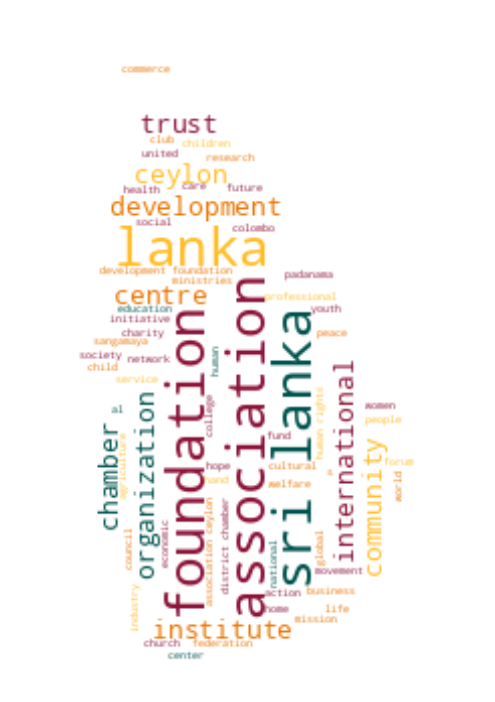 commerce
trust
club children
united
research
ceylon
health care future
development
social
colombo
lanka
development foundation
padanama
ministries
centre
professional
education
youth
initiative
charity
peace
sangamaya
society network
child
human
service
foundation
association
sri lanka
international
organization
chamber
college
al
agriculture
human rights
women
people
community
fund
forum
hope
cultural
hand
e
world
welfare
association ceylon
district chamber
economic
council
global
national
movement
action business
industry
home
life
mission
institute
church federation
center